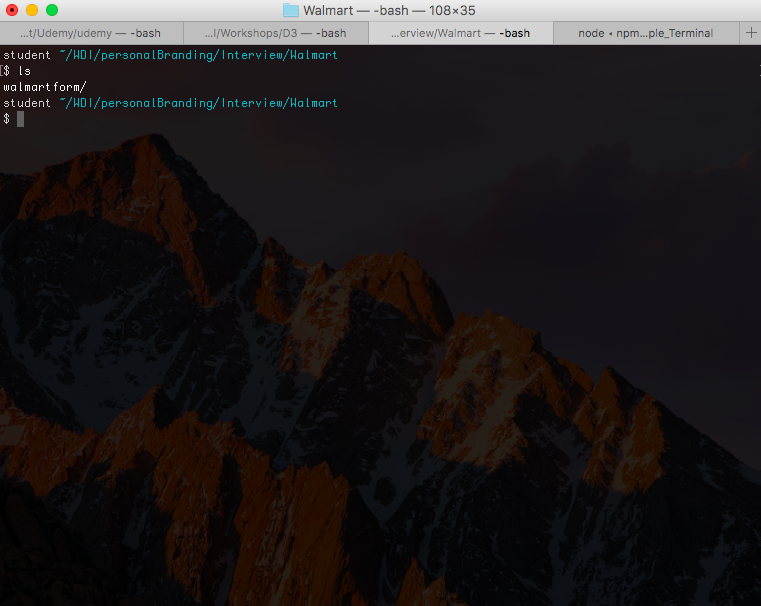 Walmart — -bash — 108×35
...t/Udemy/udemy — -bash
...l/Workshops/D3 — -bash
...erview/Walmart — -bash
node ◂ npm...ple_Terminal
student ~/WDI/personalBranding/Interview/Walmart
[$ ls
walmartform/
student ~/WDI/personalBranding/Interview/Walmart
$